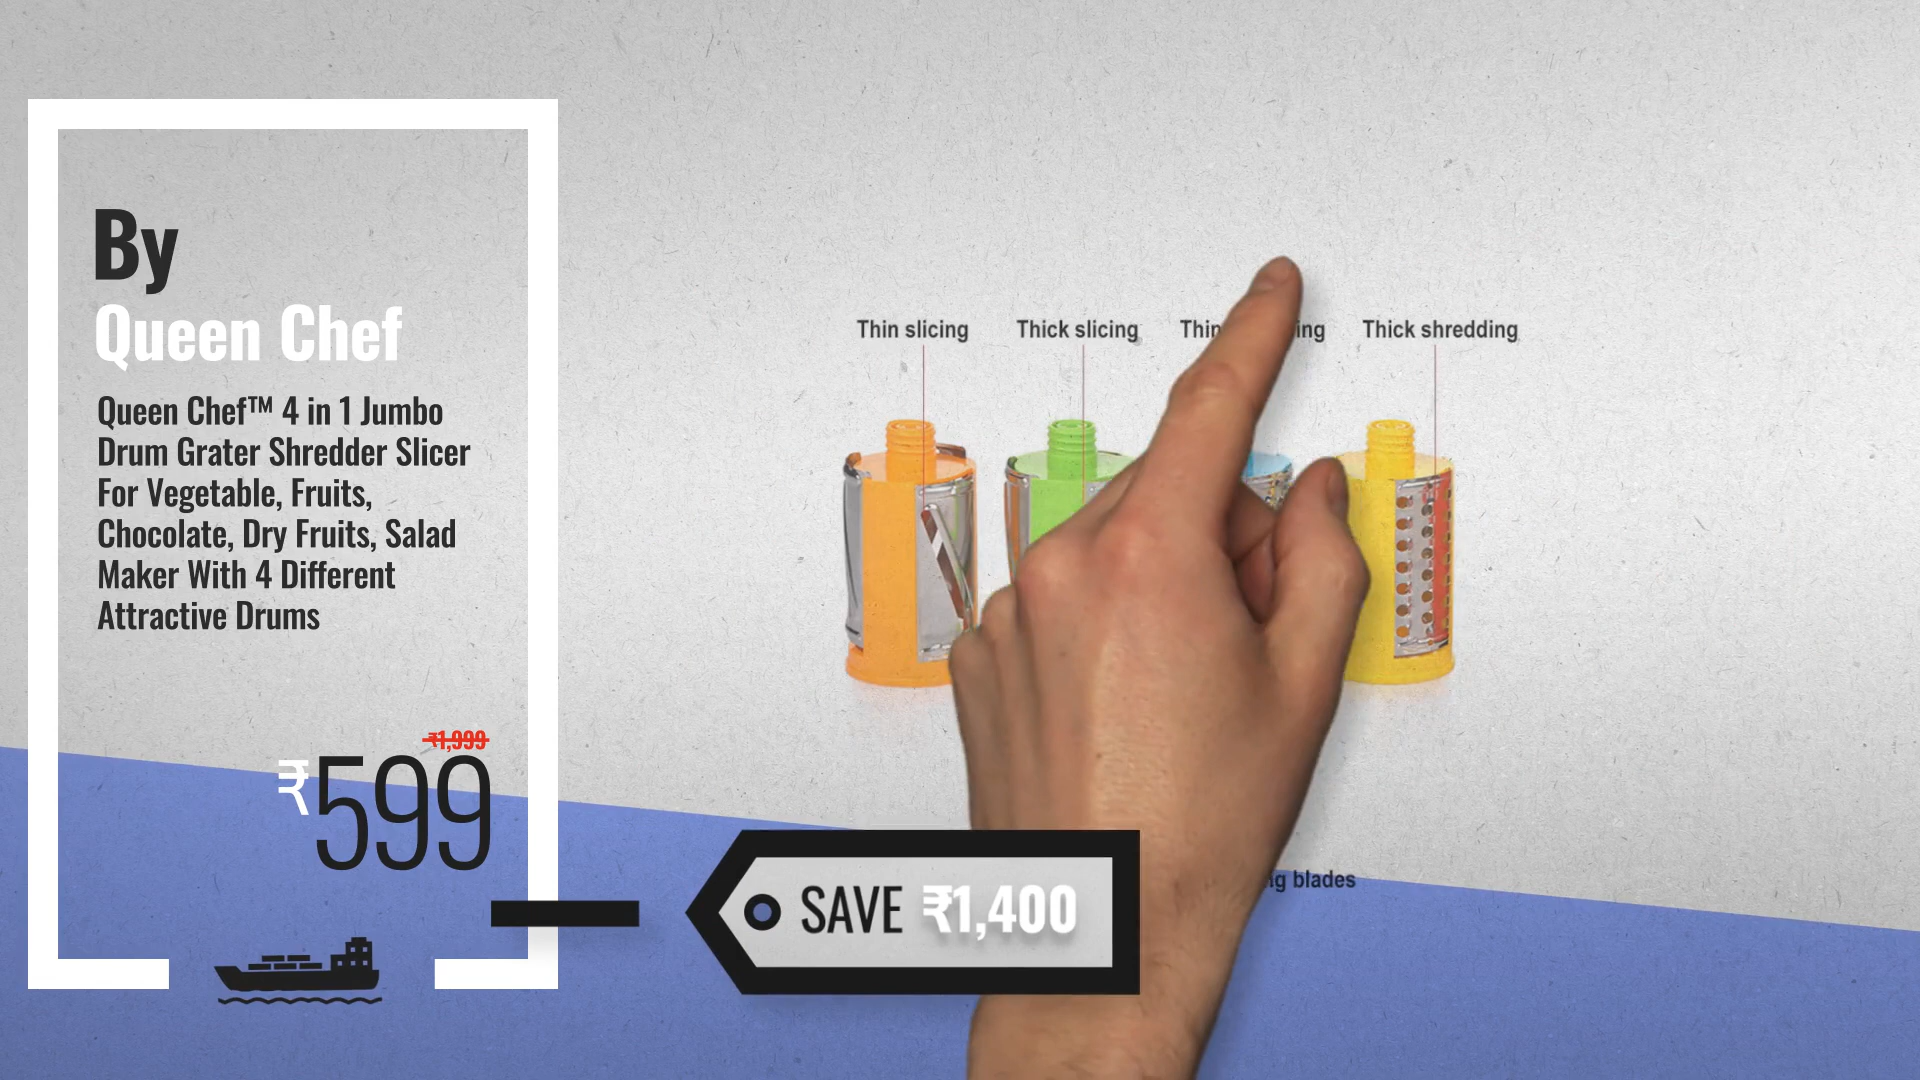 By
Queen Chef
Queen Chef™ 4 in 1 Jumbo
Drum Grater Shredder Slicer
For Vegetable, Fruits,
Chocolate, Dry Fruits, Salad
Maker With 4 Different
Attractive Drums
₹1,999
₹599
SAVE ₹1,400
Thin slicing Thick slicing Thick shredding
blades